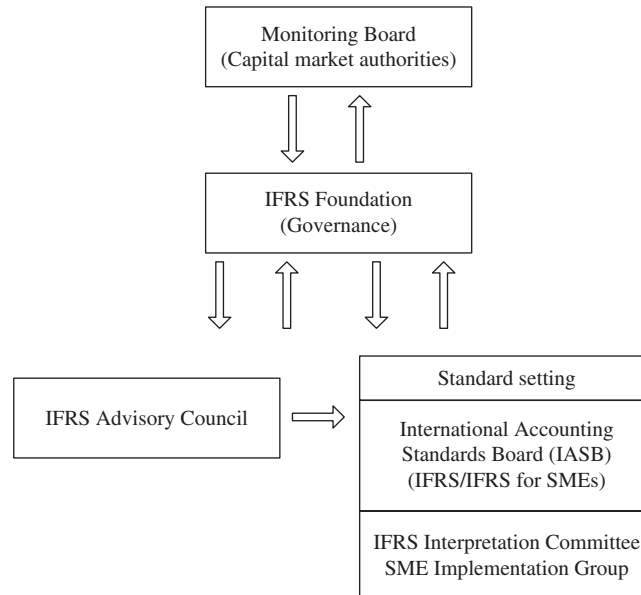 Monitoring Board
(Capital market authorities)
IFRS Foundation
(Governance)
IFRS Advisory Council
Standard setting
International Accounting
Standards Board (IASB)
(IFRS/IFRS for SMEs)
IFRS Interpretation Committee
SME Implementation Group